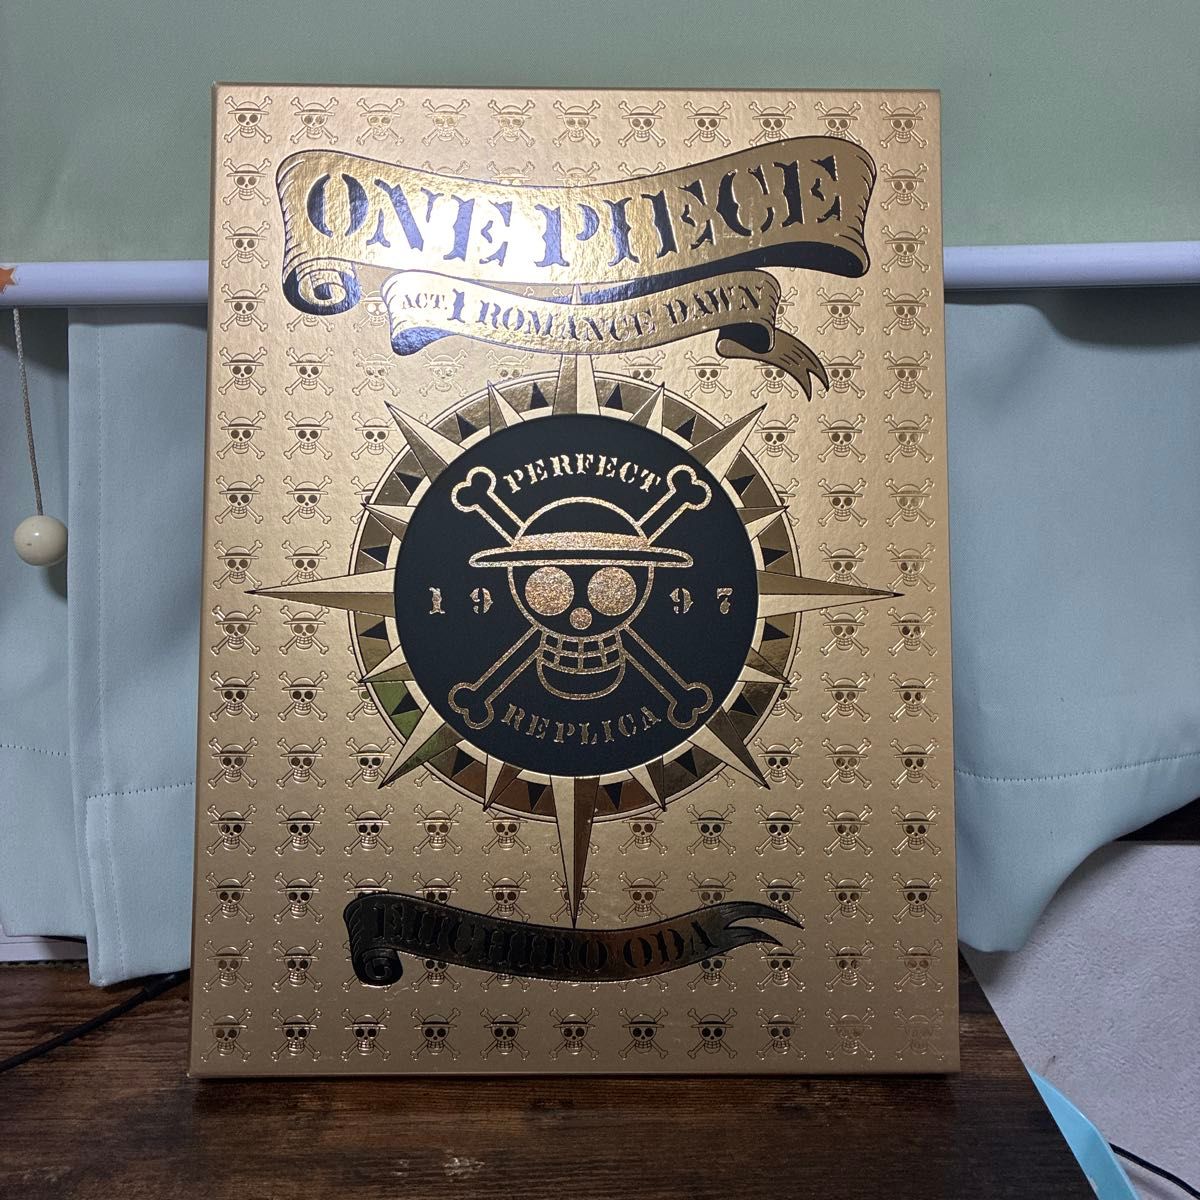 ONE PIECE
ACT.1 ROMANCE DAWN
PERFECT
1997
REPLICA
EIICHIRO ODA